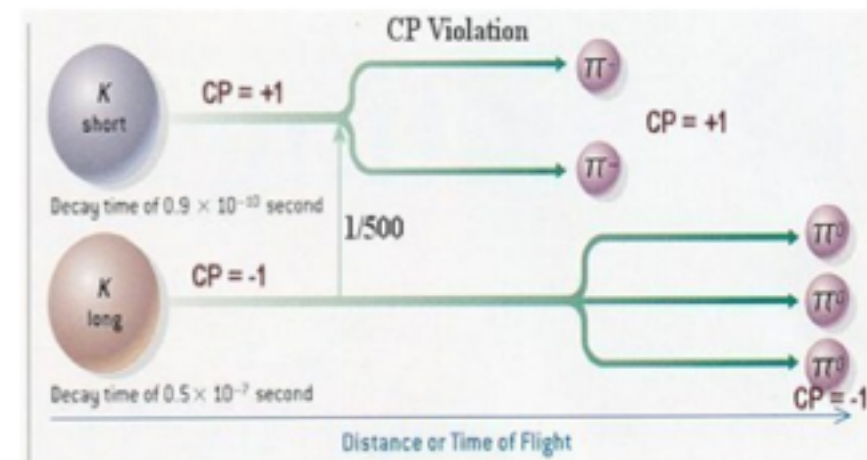 CP Violation
K
short
CP = +1
π⁻
CP = +1
π⁻
Decay time of 0.9 × 10⁻¹⁰ second
1/500
K
long
CP = -1
π⁰
π⁰
π⁰
CP = -1
Decay time of 0.5 × 10⁻⁷ second
Distance or Time of Flight